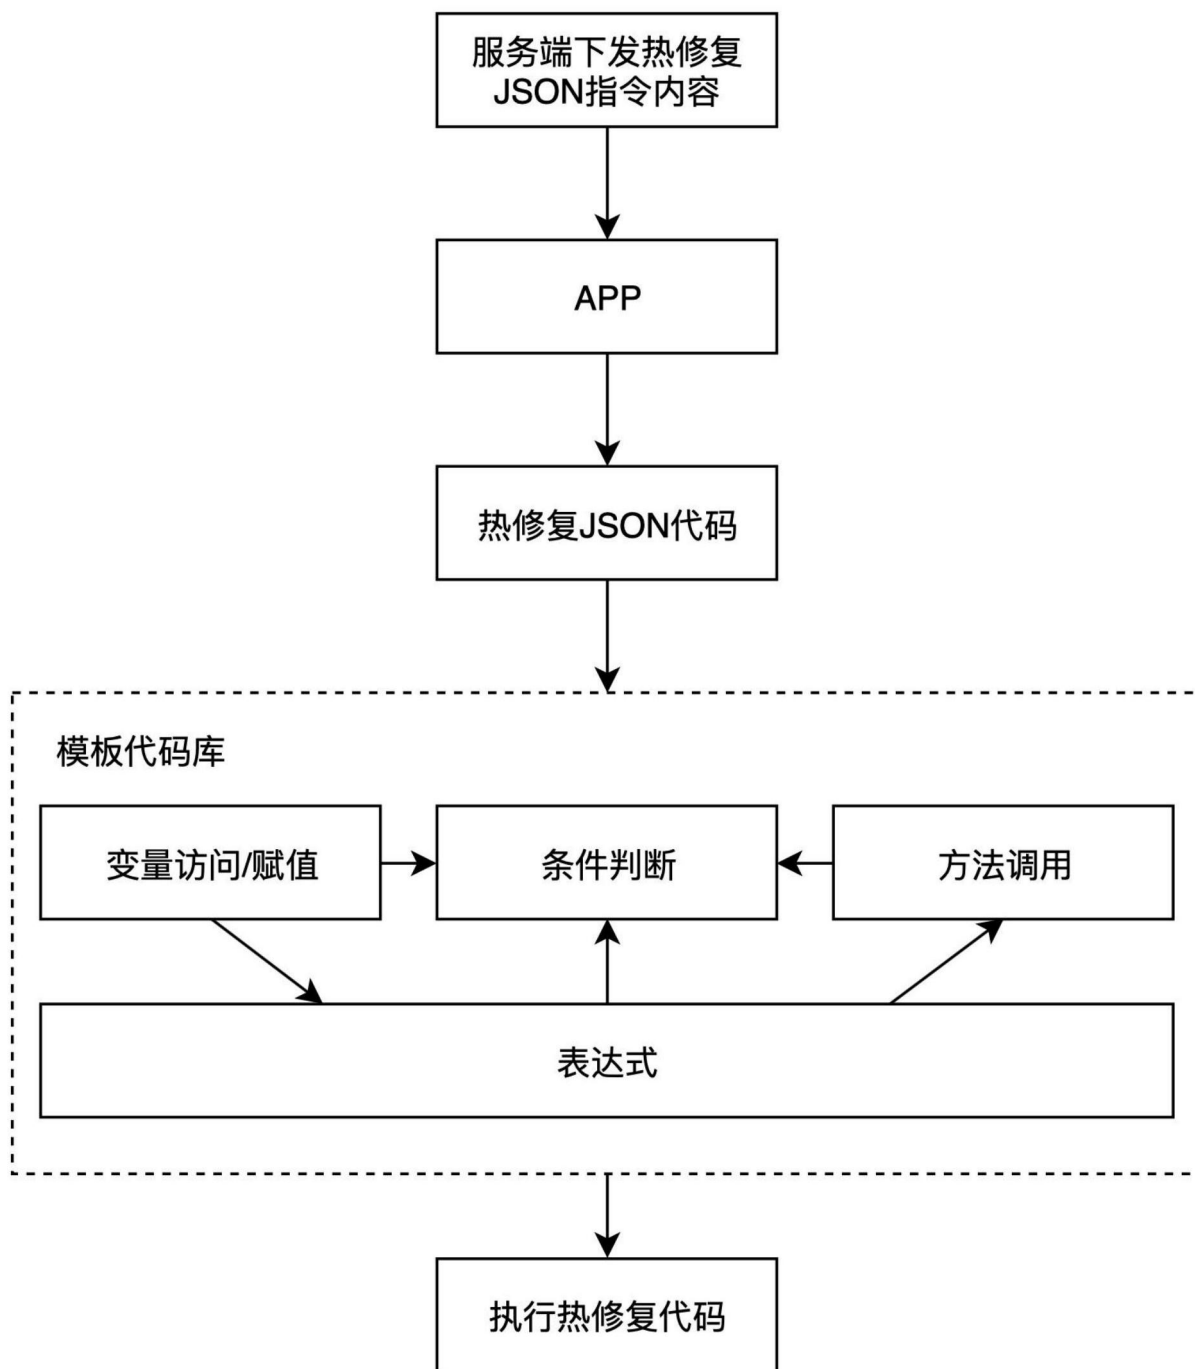 服务端下发热修复
JSON指令内容
APP
热修复JSON代码
模板代码库
变量访问/赋值
条件判断
方法调用
表达式
执行热修复代码